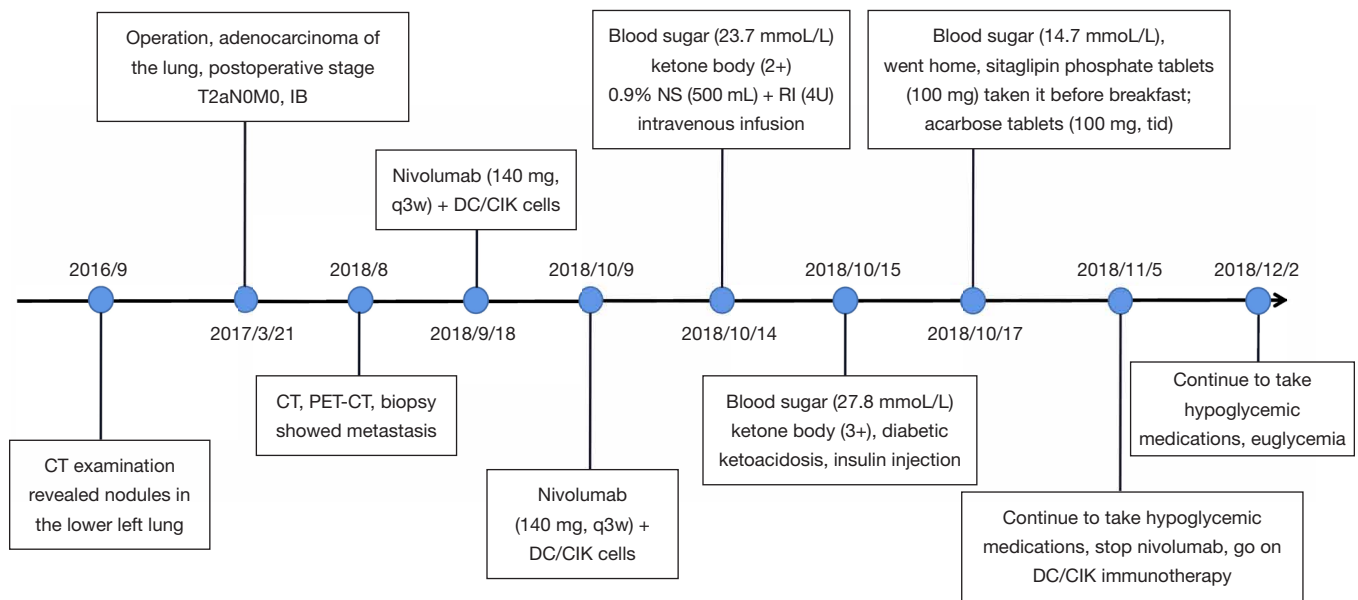 Operation, adenocarcinoma of
the lung, postoperative stage
T2aN0M0, IB
Nivolumab (140 mg,
q3w) + DC/CIK cells
Blood sugar (23.7 mmoL/L)
ketone body (2+)
0.9% NS (500 mL) + RI (4U)
intravenous infusion
Blood sugar (14.7 mmoL/L),
went home, sitaglipin phosphate tablets
(100 mg) taken it before breakfast;
acarbose tablets (100 mg, tid)
2016/9
2017/3/21
2018/8
2018/9/18
2018/10/9
2018/10/14
2018/10/15
2018/10/17
2018/11/5
2018/12/2
CT examination
revealed nodules in
the lower left lung
CT, PET-CT, biopsy
showed metastasis
Nivolumab
(140 mg, q3w) +
DC/CIK cells
Blood sugar (27.8 mmoL/L)
ketone body (3+), diabetic
ketoacidosis, insulin injection
Continue to take hypoglycemic
medications, stop nivolumab, go on
DC/CIK immunotherapy
Continue to take
hypoglycemic
medications, euglycemia